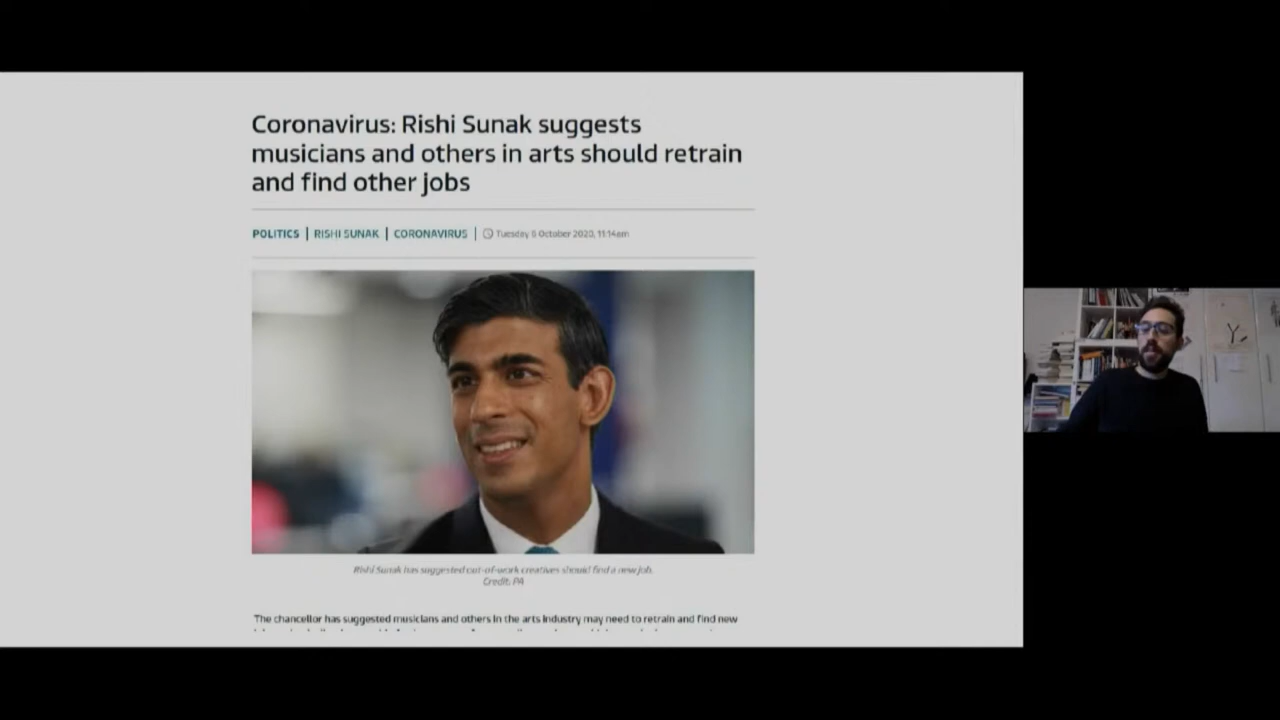 Coronavirus: Rishi Sunak suggests
musicians and others in arts should retrain
and find other jobs
POLITICS | RISHI SUNAK | CORONAVIRUS | Tuesday 6 October 2020, 11:14am
Rishi Sunak has suggested out-of-work creatives should find a new job.
Credit: PA
The chancellor has suggested musicians and others in the arts industry may need to retrain and find new